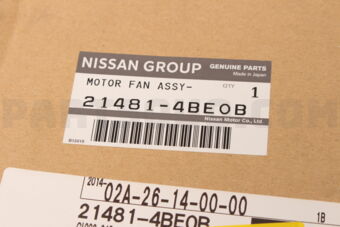 NISSAN GROUP GENUINE PARTS
Made in Japan
MOTOR FAN ASSY- QTY 1
21481-4BE0B
Nissan Motor Co., Ltd.
2014-
02A-26-14-00-00
21481-4BE0B
1B